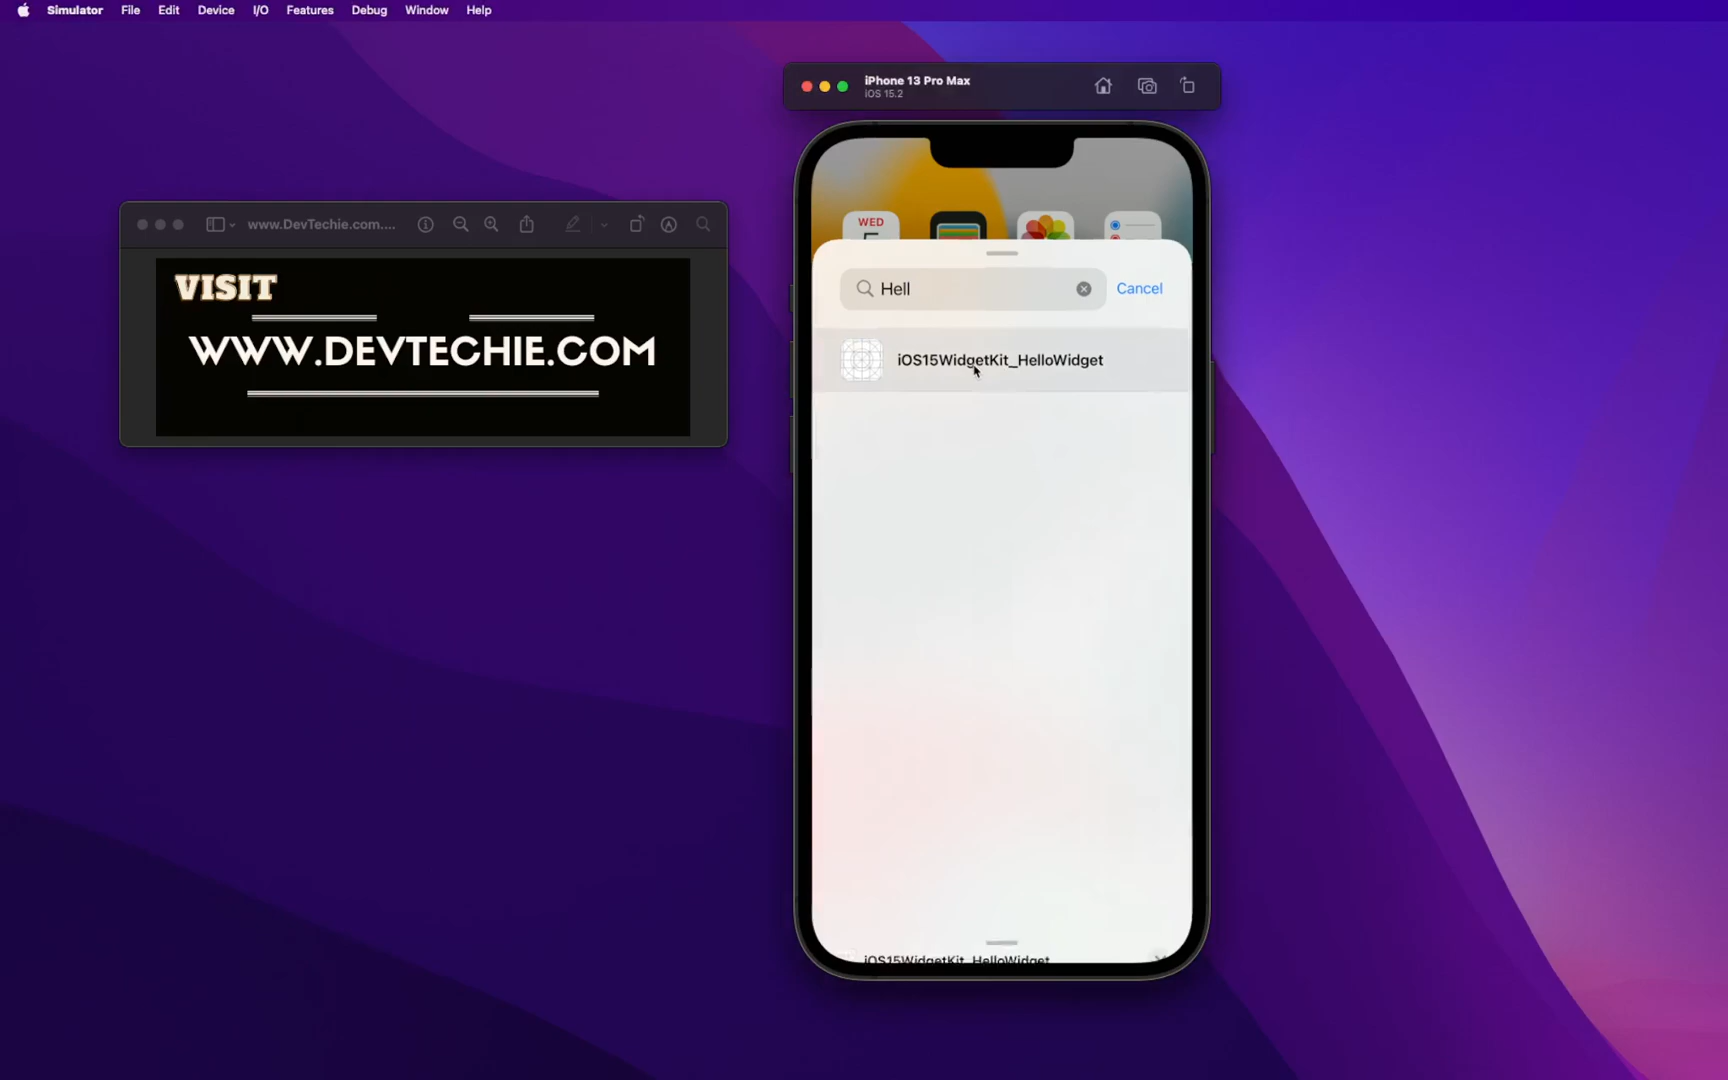 Simulator File Edit Device I/O Features Debug Window Help
iPhone 13 Pro Max
iOS 15.2
www.DevTechie.com....
VISIT
WWW.DEVTECHIE.COM
WED
Hell
Cancel
iOS15WidgetKit_HelloWidget
iOS15WidgetKit_HelloWidget